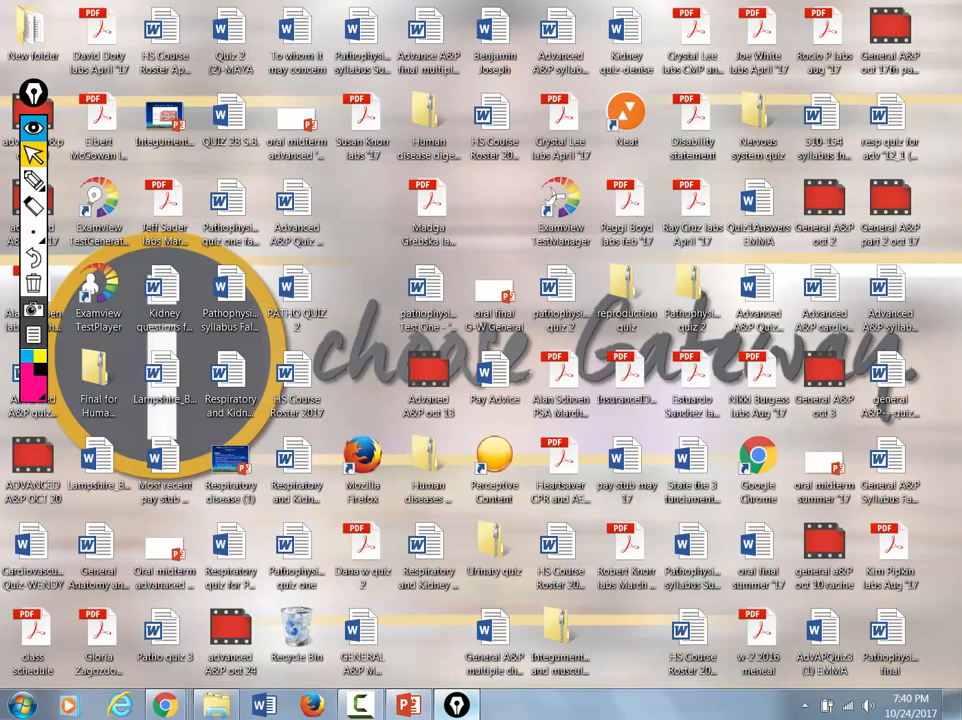 New folder
David Doty
labs April "17
HS Course
Roster Ap...
Quiz 2
(2)-MAYA
To whom it
may concern
Pathophysi...
syllabus Su...
Advance A&P
final multipl...
Benjamin
Joseph
Advanced
A&P syllab...
Kidney
quiz-denise
Crystal Lee
labs CMP an...
Joe White
labs April "17
Rocio P labs
aug "17
General A&P
oct 17th pa...
Elbert
McGowan l...
Integument...
QUIZ 23 S.B.
oral midterm
advanced '...
Susan Knorr
labs "17
Human
disease dige...
HS Course
Roster 20...
Crystal Lee
labs April "17
Neat
Disability
statement
Nervous
system quiz
510-154
syllabus In...
resp quiz for
adv "12_1 (...
Examview
TestGenerat...
Jeff Sader
labs Mar...
Pathophysi...
quiz one fa...
Advanced
A&P Quiz ...
Madga
Grebska la...
Examview
TestManager
Peggi Boyd
labs feb "17
Ray Cruz labs
April "17
Quiz1Answers
EMMA
General A&P
oct 2
General A&P
part 2 oct 17
Examview
TestPlayer
Kidney
questions f...
Pathophysi...
syllabus Fal...
PATHO QUIZ
2
pathophysi...
Test One - "...
oral final
G-W General
pathophysi...
quiz 2
reproduction
quiz
Pathophysi...
quiz 2
Advanced
A&P Quiz...
Advanced
A&P cardio...
Advanced
A&P syllab...
i choose Gateway.
A&P quiz...
Final for
Huma...
Lampshire_B...
Respiratory
and Kidn...
HS Course
Roster 2017
Advaned
A&P oct 13
Pay Advice
Alan Schoen
PSA March...
InsuranceID...
Estuardo
Sanchez la...
Nikki Burgess
labs Aug "17
General A&P
oct 3
general
A&P-- quiz...
ADVANCED
A&P OCT 20
Lampshire_B...
Most recent
pay stub ...
Respiratory
disease (1)
Respiratory
and Kidn...
Mozilla
Firefox
Human
diseases ...
Perceptive
Content
Heartsaver
CPR and AE...
pay stub may
17
State the 3
fundament...
Google
Chrome
oral midterm
summer "17
General A&P
Syllabus Fa...
Cardiovascu...
Quiz-WENDY
General
Anatomy an...
Oral midterm
advanaced ...
Respiratory
quiz for P...
Pathophysi...
quiz one
Dana w quiz
2
Respiratory
and Kidney ...
Urinary quiz
HS Course
Roster 20...
Robert Knorr
labs March ...
Pathophysi...
syllabus Su...
oral final
summer "17
general a&P
oct 10 racine
Kim Pipkin
labs Aug "17
class
schedule
Gloria
Zagozdo...
Patho quiz 3
advanced
A&P oct 24
Recycle Bin
GENERAL
A&P M...
General A&P
multiple ch...
Integument...
and muscul...
HS Course
Roster 20...
w-2 2016
meneal
AdvAPQuiz3
(1) EMMA
Pathophysi...
final
7:40 PM
10/24/2017